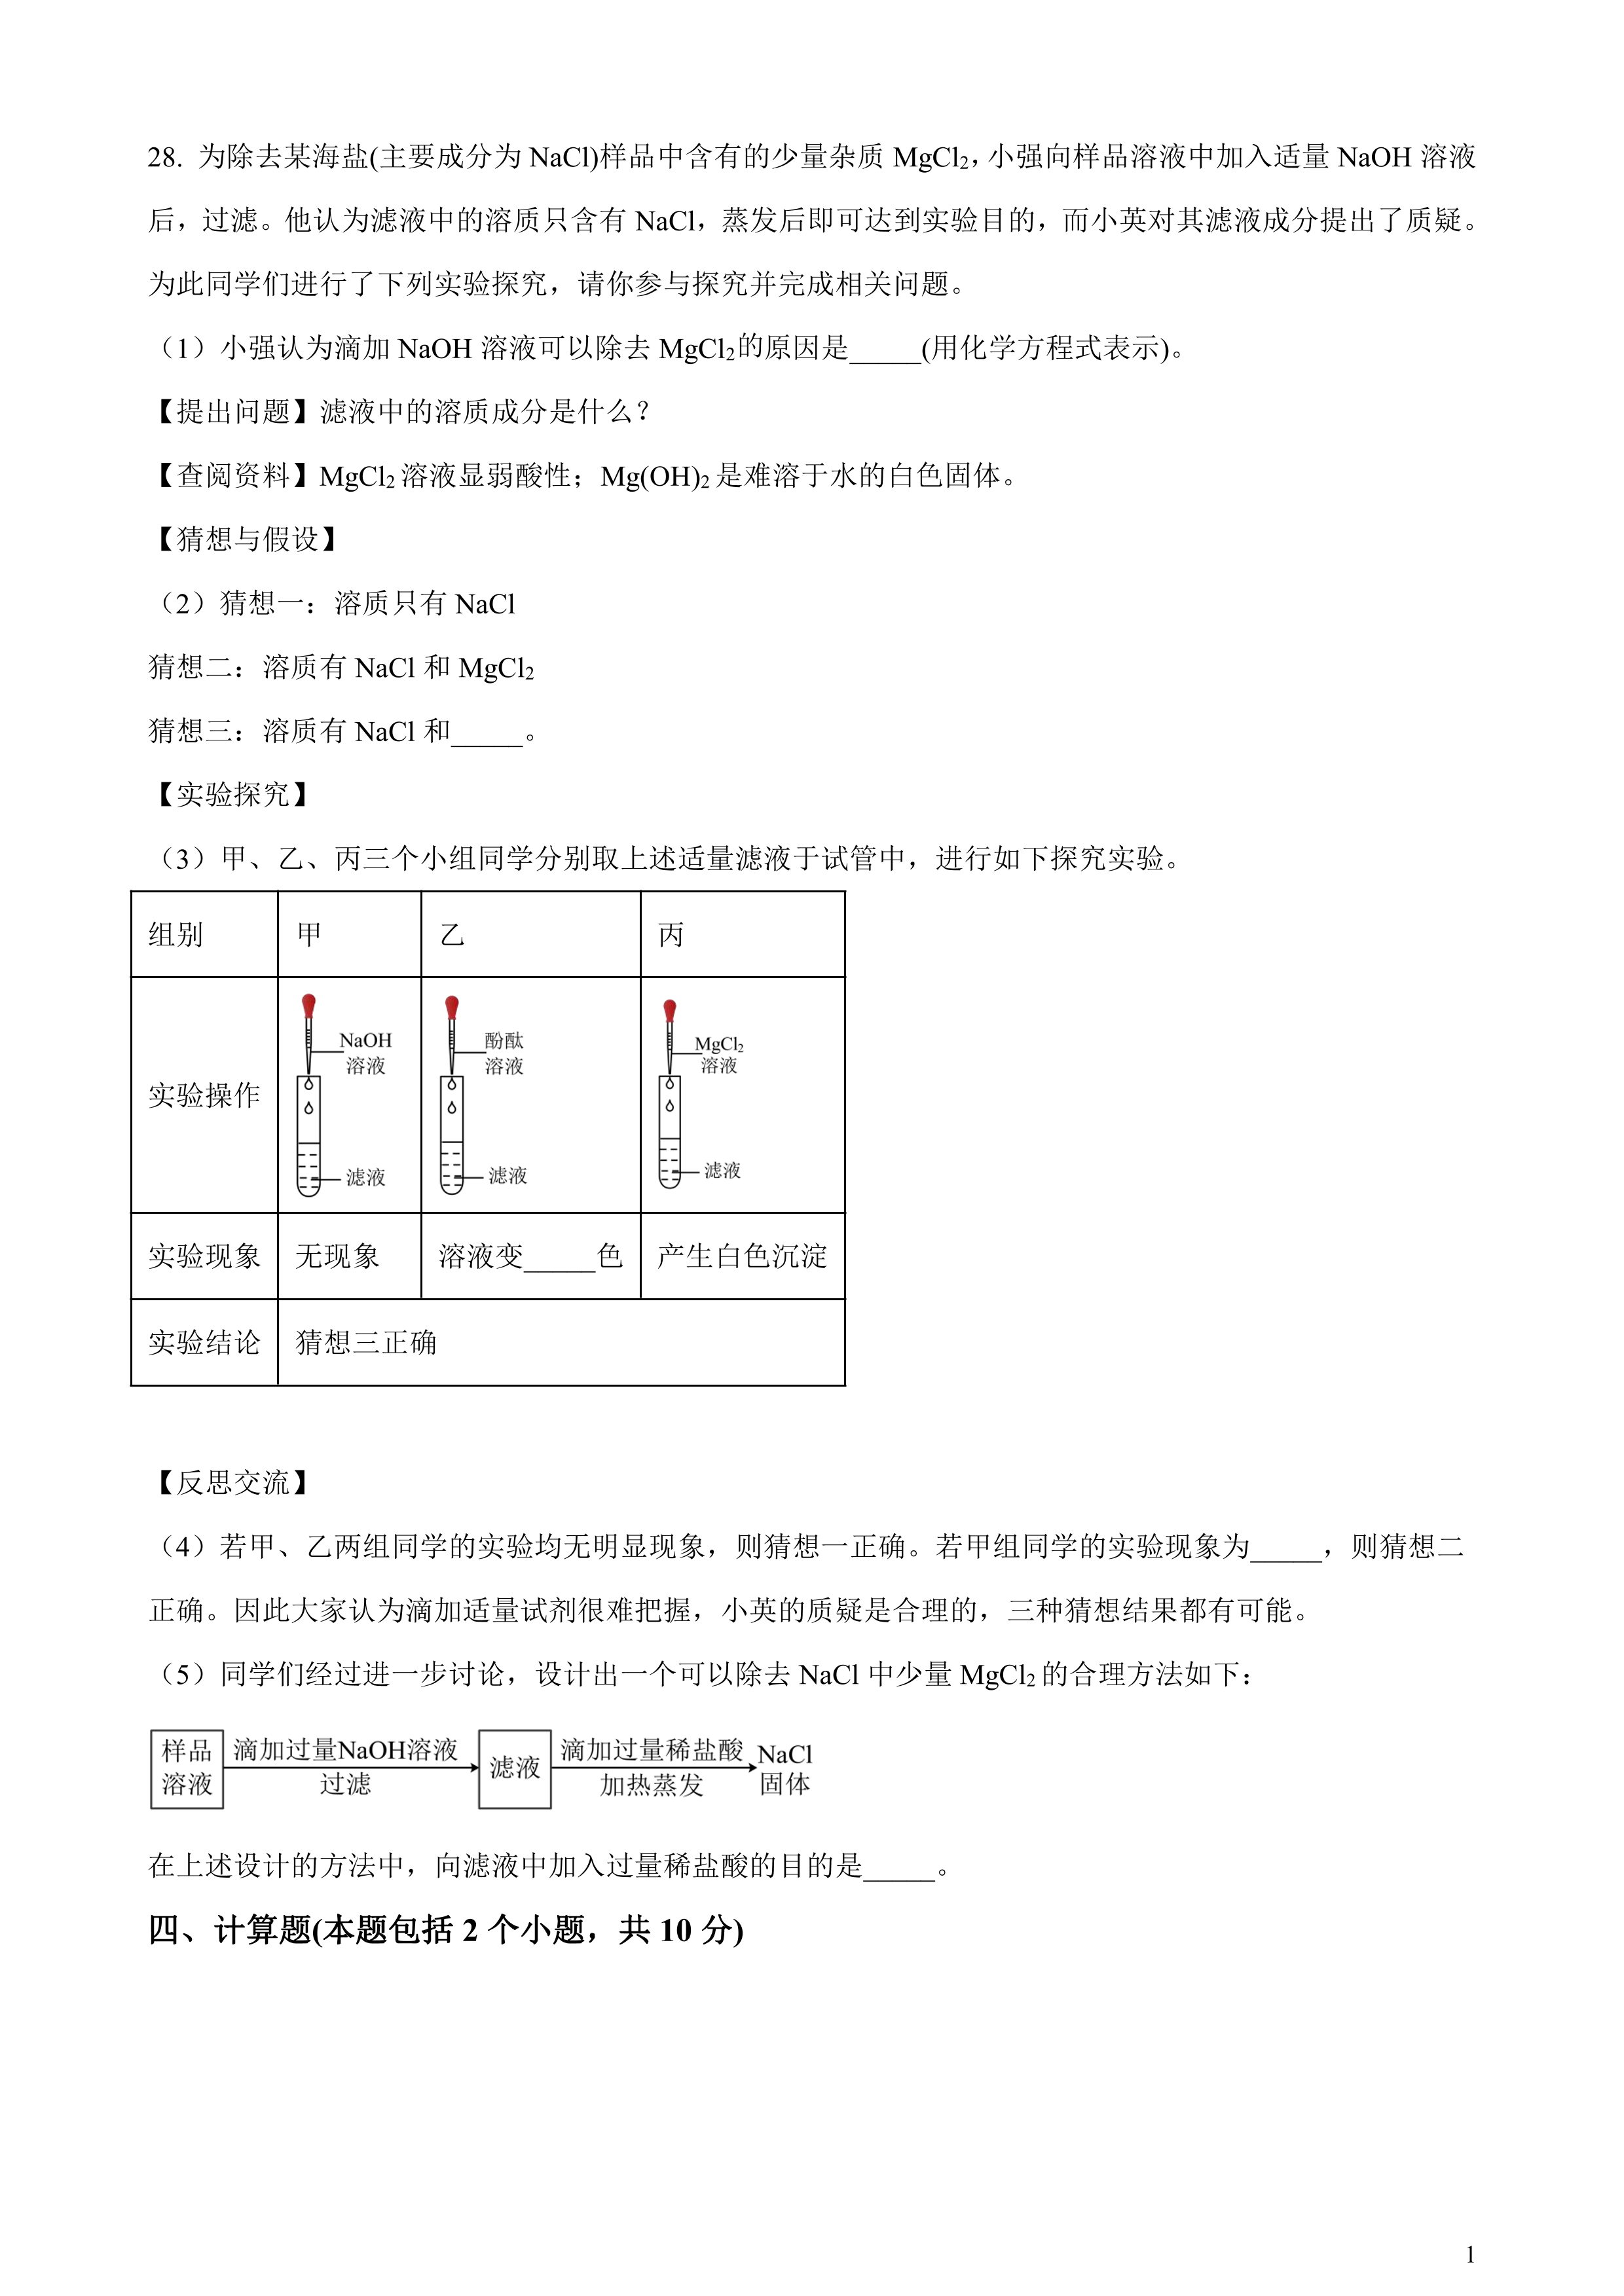 28. 为除去某海盐(主要成分为 NaCl)样品中含有的少量杂质 MgCl₂，小强向样品溶液中加入适量 NaOH 溶液
后，过滤。他认为滤液中的溶质只含有 NaCl，蒸发后即可达到实验目的，而小英对其滤液成分提出了质疑。
为此同学们进行了下列实验探究，请你参与探究并完成相关问题。
（1）小强认为滴加 NaOH 溶液可以除去 MgCl₂的原因是_____(用化学方程式表示)。
【提出问题】滤液中的溶质成分是什么？
【查阅资料】MgCl₂ 溶液显弱酸性；Mg(OH)₂ 是难溶于水的白色固体。
【猜想与假设】
（2）猜想一：溶质只有 NaCl
猜想二：溶质有 NaCl 和 MgCl₂
猜想三：溶质有 NaCl 和_____。
【实验探究】
（3）甲、乙、丙三个小组同学分别取上述适量滤液于试管中，进行如下探究实验。
组别 甲 乙 丙
实验操作
NaOH
溶液
滤液
酚酞
溶液
滤液
MgCl₂
溶液
滤液
实验现象 无现象 溶液变_____色 产生白色沉淀
实验结论 猜想三正确
【反思交流】
（4）若甲、乙两组同学的实验均无明显现象，则猜想一正确。若甲组同学的实验现象为_____，则猜想二
正确。因此大家认为滴加适量试剂很难把握，小英的质疑是合理的，三种猜想结果都有可能。
（5）同学们经过进一步讨论，设计出一个可以除去 NaCl 中少量 MgCl₂ 的合理方法如下：
样品
溶液
滴加过量NaOH溶液
过滤
滤液
滴加过量稀盐酸
加热蒸发
NaCl
固体
在上述设计的方法中，向滤液中加入过量稀盐酸的目的是_____。
四、计算题(本题包括 2 个小题，共 10 分)
1